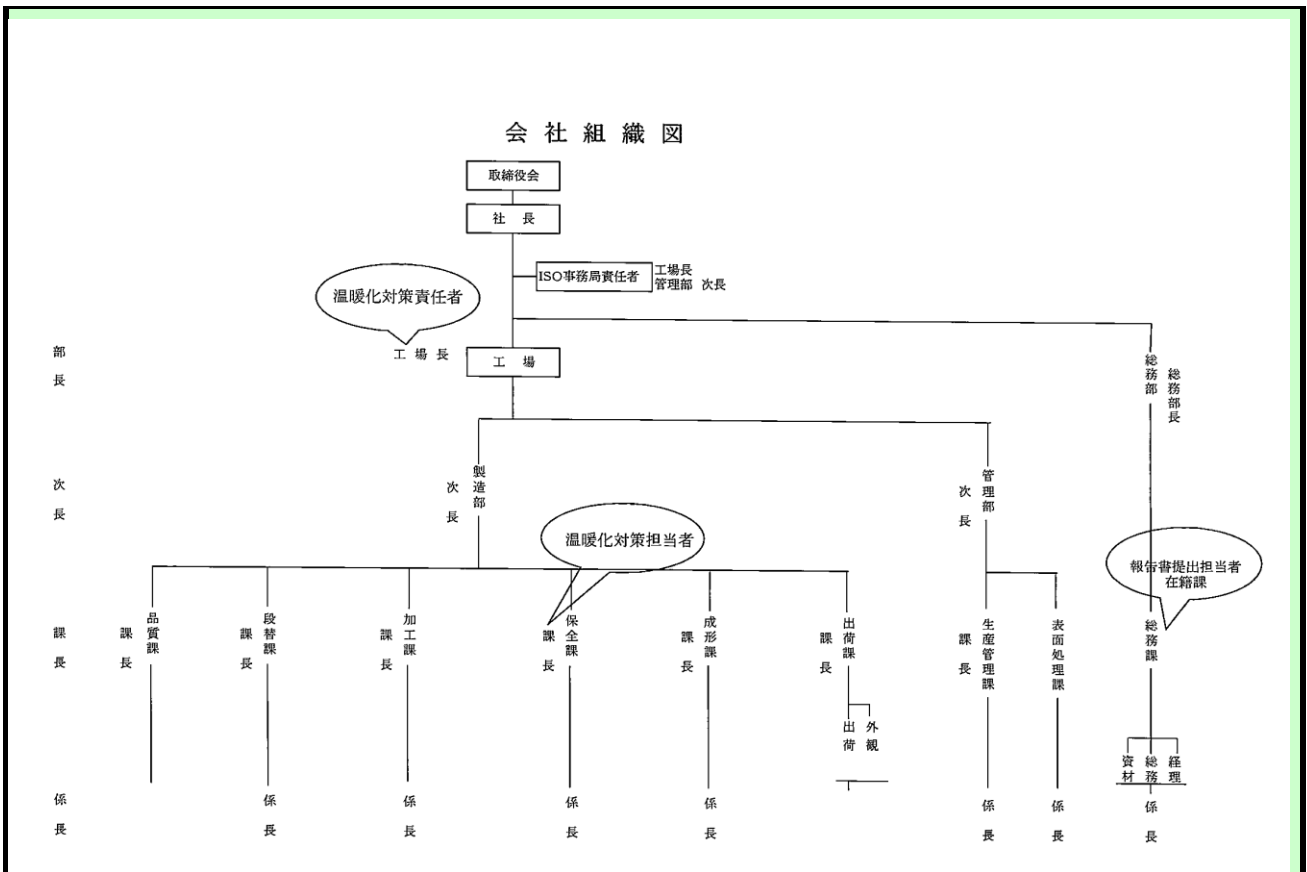 会社組織図
取締役会
社長
ISO事務局責任者
工場長
管理部 次長
温暖化対策責任者
部長
工場長
工場
総務部
総務部長
次長
次長
製造部
次長
管理部
温暖化対策担当者
報告書提出担当者
在籍課
課長
課長
品質課
課長
段替課
課長
加工課
課長
保全課
課長
成形課
課長
出荷課
課長
生産管理課
表面処理課
総務課
出荷
外観
資材
総務
経理
係長
係長
係長
係長
係長
係長
係長
係長